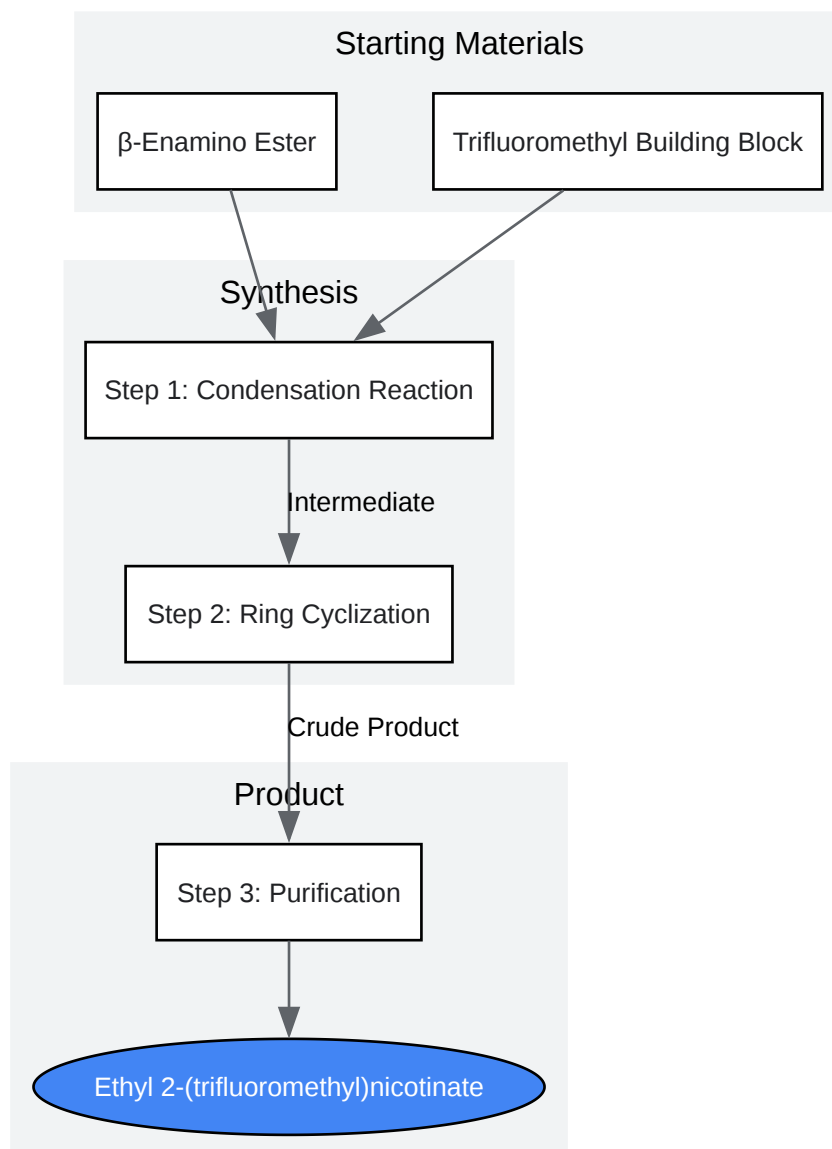 Starting Materials
β-Enamino Ester
Trifluoromethyl Building Block
Synthesis
Step 1: Condensation Reaction
Intermediate
Step 2: Ring Cyclization
Crude Product
Product
Step 3: Purification
Ethyl 2-(trifluoromethyl)nicotinate